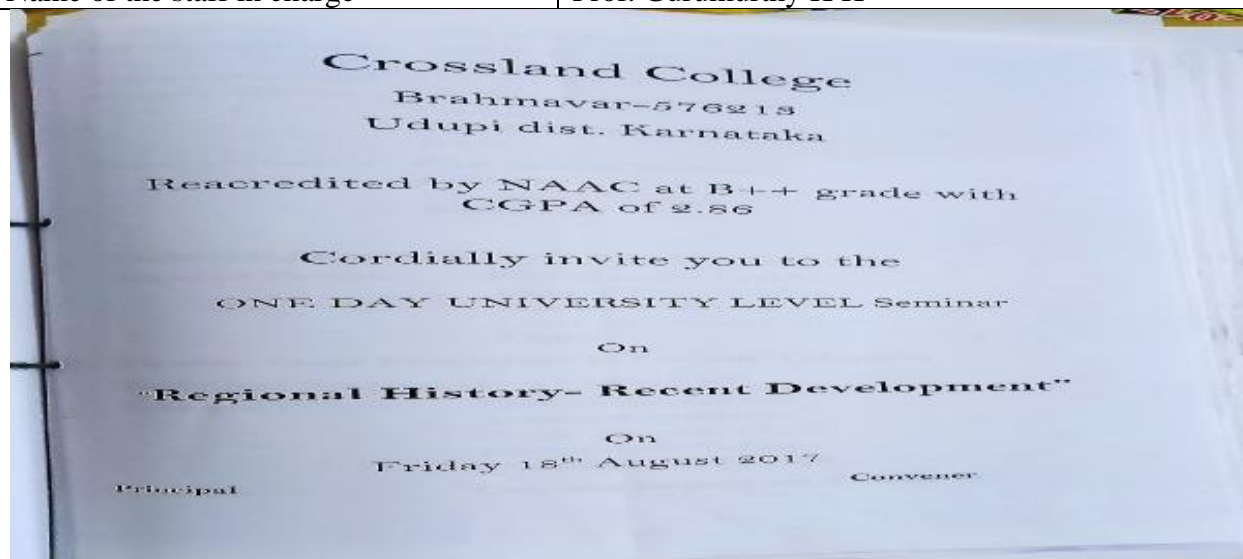 Name of the staff in charge Prof. Gurumurthy
Crossland College
Brahmavar-576213
Udupi dist. Karnataka
Reacredited by NAAC at B++ grade with
CGPA of 2.86
Cordially invite you to the
ONE DAY UNIVERSITY LEVEL Seminar
On
"Regional History- Recent Development"
On
Friday 18th August 2017
Principal Convener